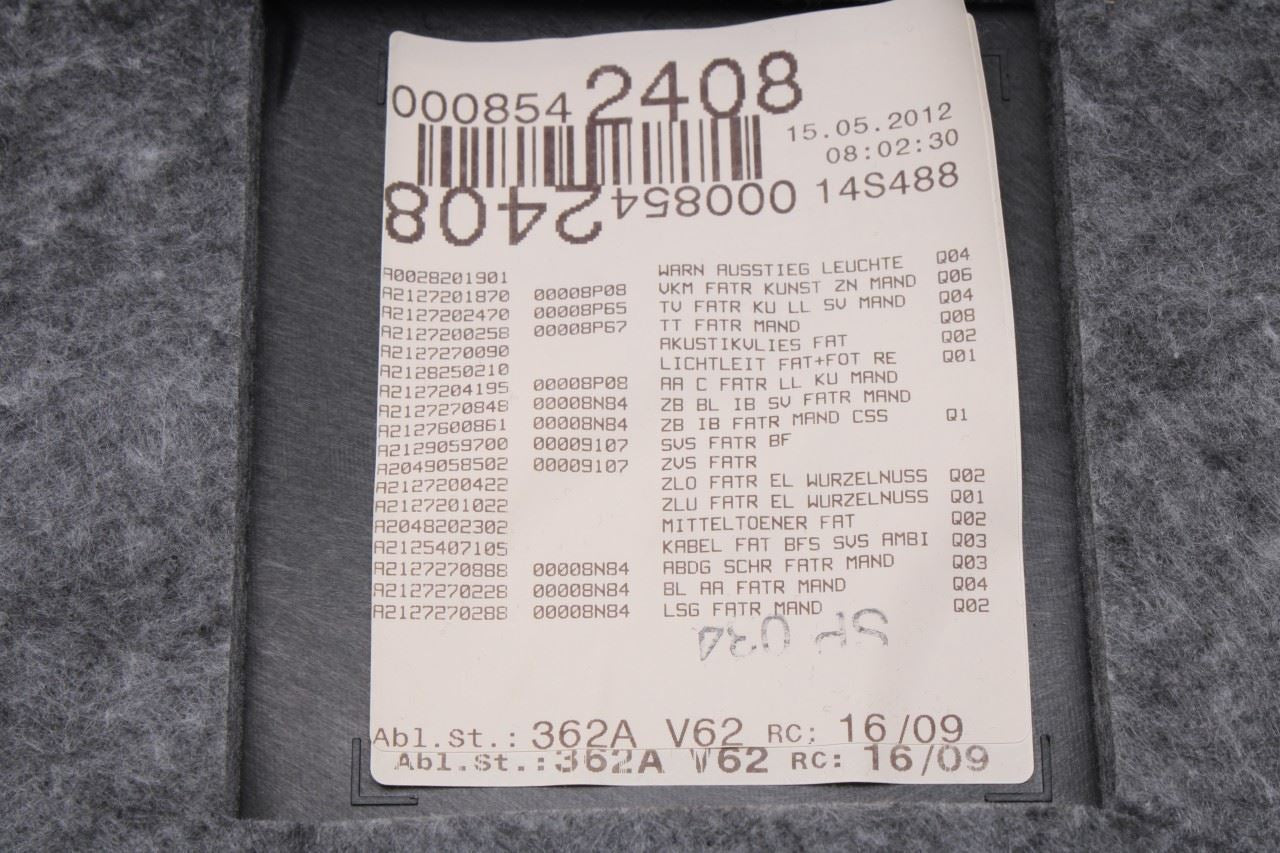 000854 2408
15.05.2012
08:02:30
000854 2408
14S488
A0028201901 WARN AUSSTIEG LEUCHTE Q04
A2127201870 00008P08 VKM FATR KUNST ZN MAND Q06
A2127202470 00008P65 TV FATR KU LL SV MAND Q04
A2127200258 00008P67 TT FATR MAND Q08
A2127270090 AKUSTIKVLIES FAT Q02
A2128250210 LICHTLEIT FAT+FOT RE Q01
A2127204195 00008P08 AA C FATR LL KU MAND
A2127270848 00008N84 ZB BL IB SV FATR MAND
A2127600861 00008N84 ZB IB FATR MAND CSS Q1
A2129059700 00009107 SVS FATR BF
A2049058502 00009107 ZVS FATR
A2127200422 ZLO FATR EL WURZELNUSS Q02
A2127201022 ZLU FATR EL WURZELNUSS Q01
A2048202302 MITTELTOENER FAT Q02
A2125407105 KABEL FAT BFS SVS AMBI Q03
A2127270888 00008N84 ABDG SCHR FATR MAND Q03
A2127270228 00008N84 BL AA FATR MAND Q04
A2127270288 00008N84 LSG FATR MAND Q02
Abl.St.: 362A V62 RC: 16/09
Abl.St.: 362A V62 RC: 16/09